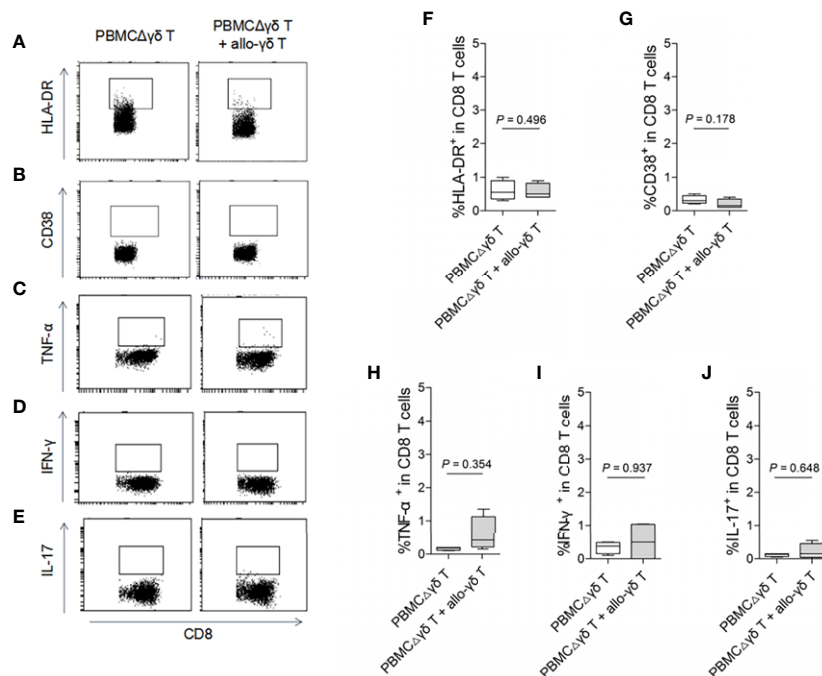 A
PBMCΔγδ T
PBMCΔγδ T
+ allo-γδ T
HLA-DR
B
CD38
C
TNF-α
D
IFN-γ
E
IL-17
CD8
F
%HLA-DR+ in CD8 T cells
5
4
3
2
1
0
P = 0.496
PBMCΔγδ T
PBMCΔγδ T + allo-γδ T
G
%CD38+ in CD8 T cells
5
4
3
2
1
0
P = 0.178
PBMCΔγδ T
PBMCΔγδ T + allo-γδ T
H
%TNF-α + in CD8 T cells
5
4
3
2
1
0
P = 0.354
PBMCΔγδ T
PBMCΔγδ T + allo-γδ T
I
%IFN-γ + in CD8 T cells
5
4
3
2
1
0
P = 0.937
PBMCΔγδ T
PBMCΔγδ T + allo-γδ T
J
%IL-17+ in CD8 T cells
5
4
3
2
1
0
P = 0.648
PBMCΔγδ T
PBMCΔγδ T + allo-γδ T